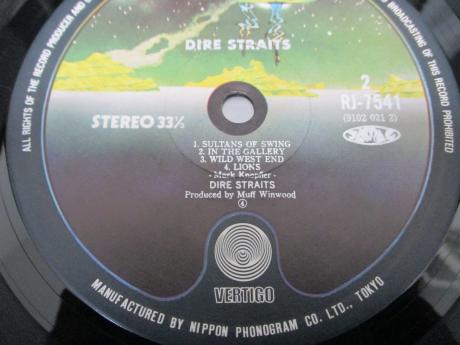 DIRE STRAITS
2
RJ-7541
(9102 021 2)
STEREO 33⅓
1. SULTANS OF SWING
2. IN THE GALLERY
3. WILD WEST END
4. LIONS
- Mark Knopfler -
DIRE STRAITS
Produced by Muff Winwood
④
VERTIGO
ALL RIGHTS OF THE RECORD PRODUCER AND
BROADCASTING OF THIS RECORD PROHIBITED
MANUFACTURED BY NIPPON PHONOGRAM CO. LTD., TOKYO